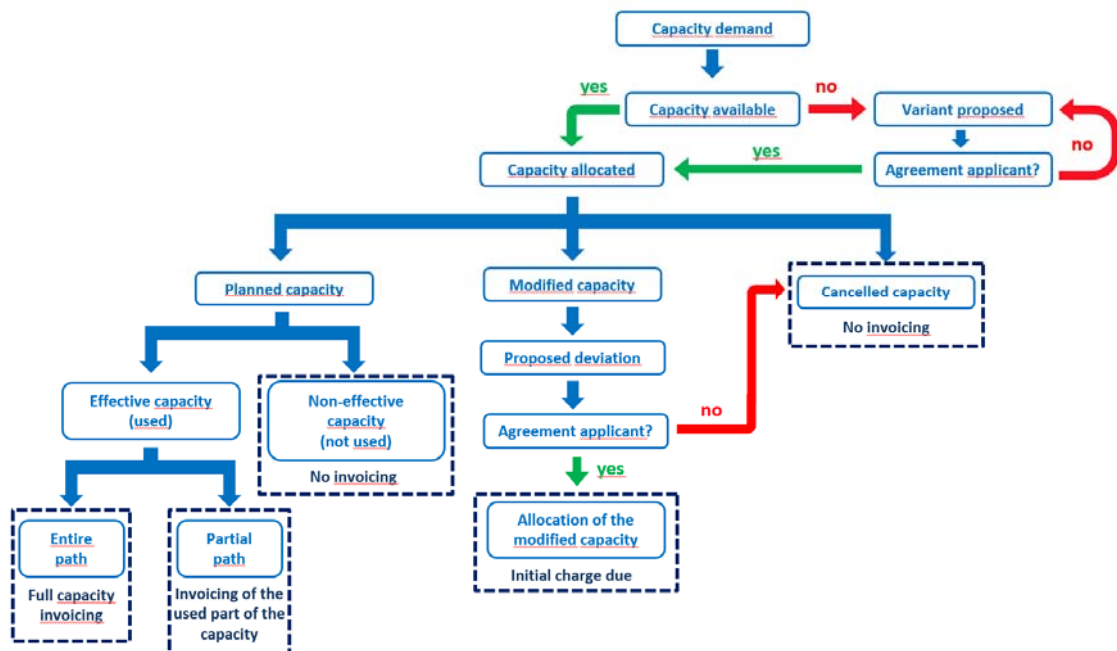 Capacity demand
yes
no
Capacity available
Variant proposed
no
yes
Capacity allocated
Agreement applicant?
Planned capacity
Modified capacity
Cancelled capacity
No invoicing
Proposed deviation
Effective capacity
(used)
Non-effective
capacity
(not used)
No invoicing
no
Agreement applicant?
yes
Entire
path
Full capacity
invoicing
Partial
path
Invoicing of the
used part of the
capacity
Allocation of the
modified capacity
Initial charge due